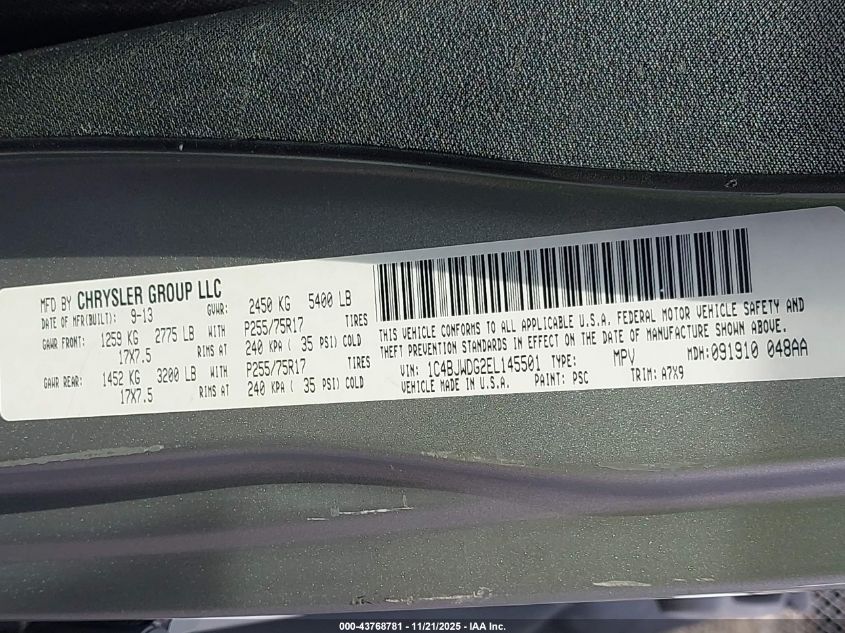 MFD BY CHRYSLER GROUP LLC
DATE OF MFR(BUILT): 9-13 GVWR: 2450 KG 5400 LB
GAWR FRONT: 1259 KG 2775 LB WITH P255/75R17 TIRES
17X7.5 RIMS AT 240 KPA ( 35 PSI) COLD
GAWR REAR: 1452 KG 3200 LB WITH P255/75R17 TIRES
17X7.5 RIMS AT 240 KPA ( 35 PSI) COLD
THIS VEHICLE CONFORMS TO ALL APPLICABLE U.S.A. FEDERAL MOTOR VEHICLE SAFETY AND
THEFT PREVENTION STANDARDS IN EFFECT ON THE DATE OF MANUFACTURE SHOWN ABOVE.
VIN: 1C4BJWDG2EL145501 TYPE: MPV MDH:091910 048AA
VEHICLE MADE IN U.S.A. PAINT: PSC TRIM: A7X9
000-43768781 - 11/21/2025 - IAA Inc.